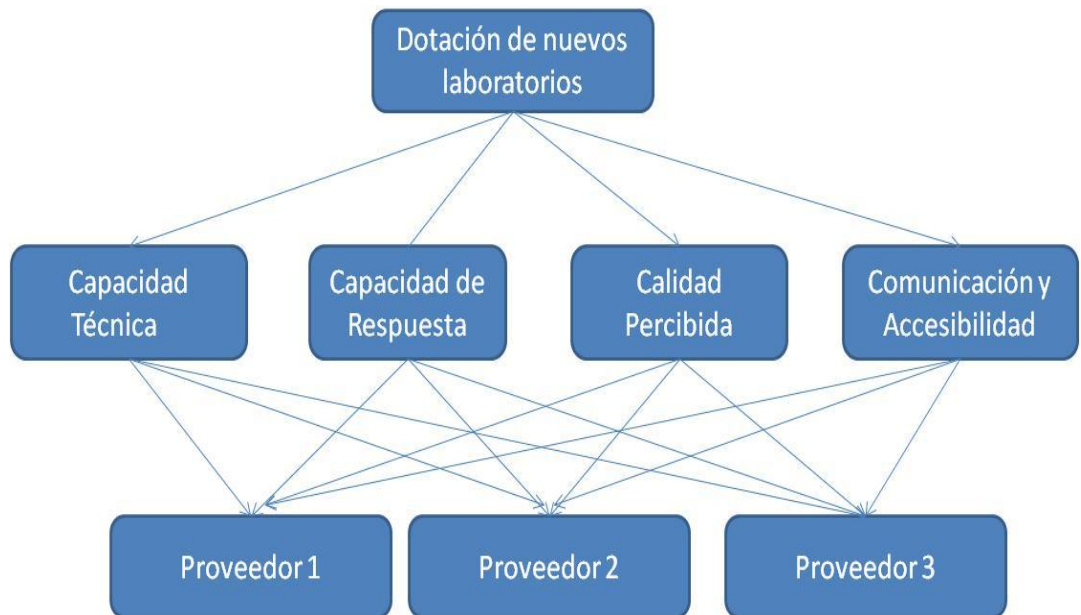 Dotación de nuevos
laboratorios
Capacidad
Técnica
Capacidad de
Respuesta
Calidad
Percibida
Comunicación y
Accesibilidad
Proveedor 1
Proveedor 2
Proveedor 3